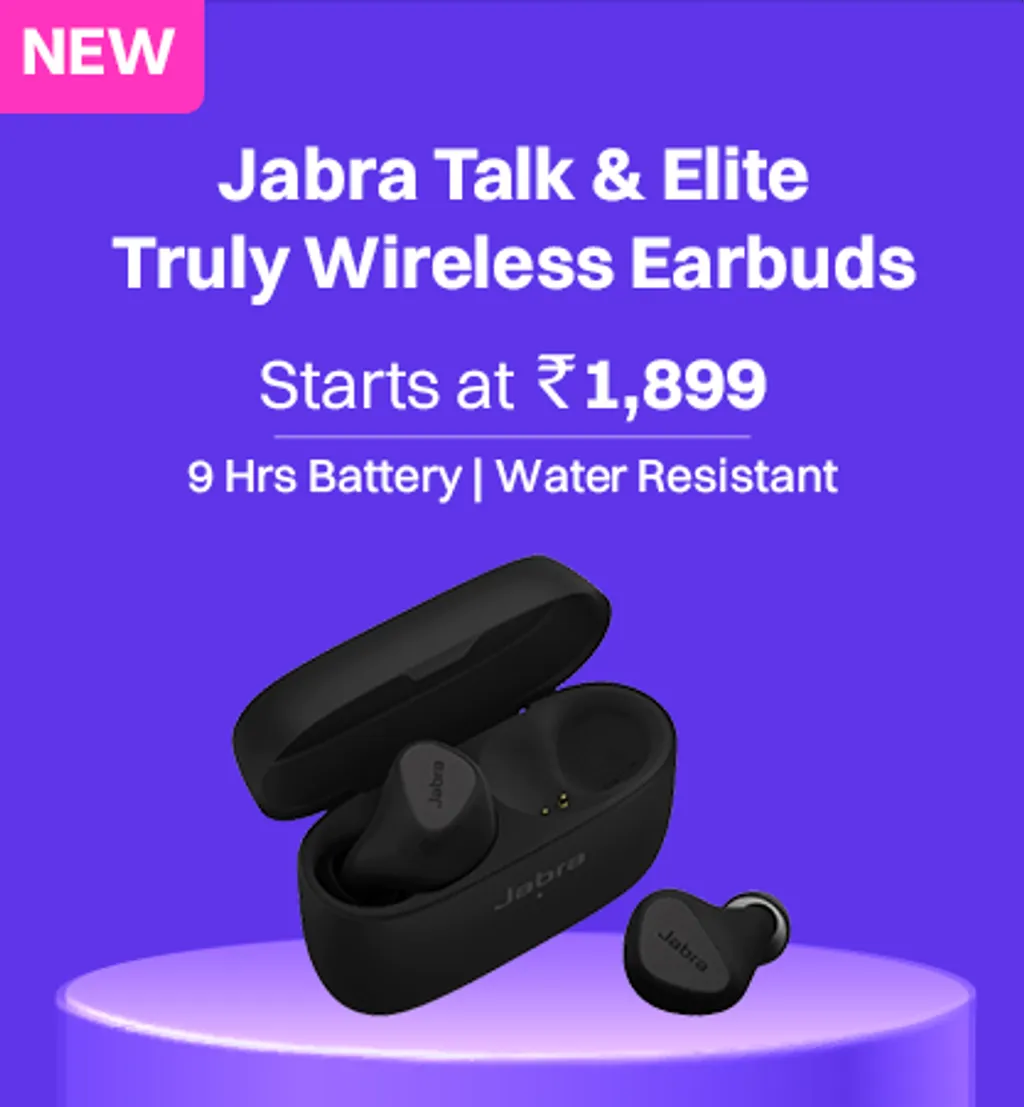 NEW
Jabra Talk & Elite
Truly Wireless Earbuds
Starts at ₹1,899
9 Hrs Battery | Water Resistant
Jabra
Jabra
Jabra